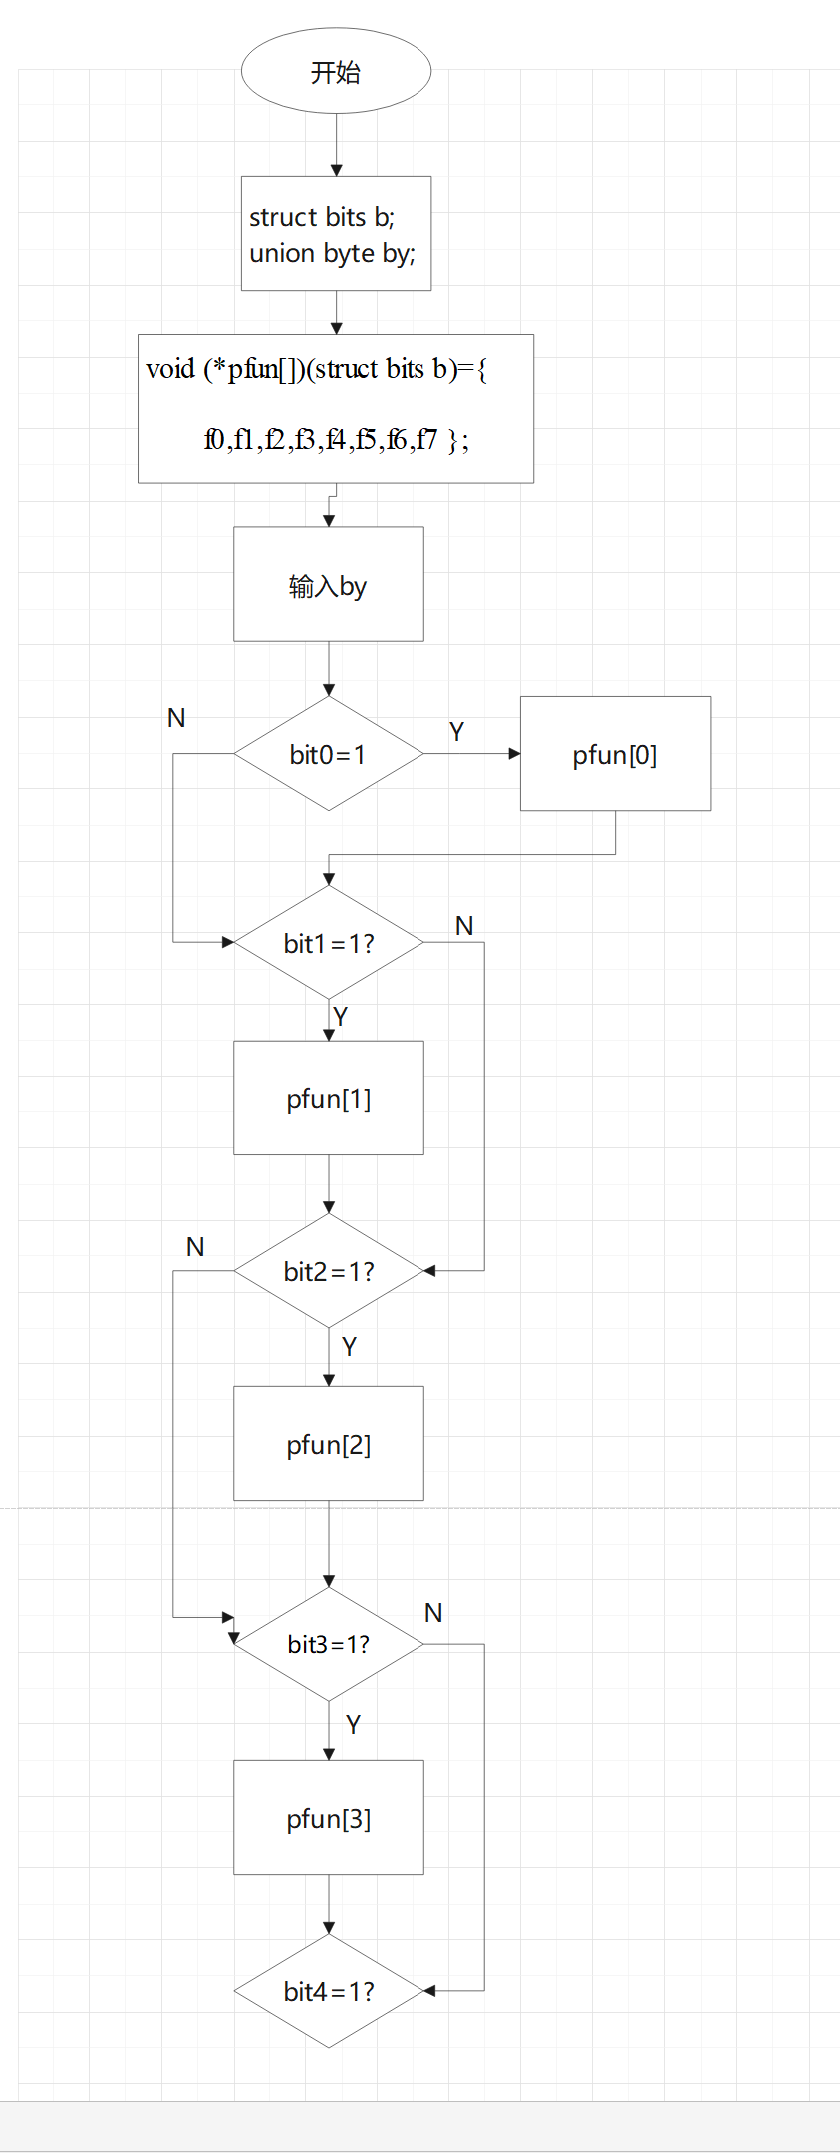 开始
struct bits b;
union byte by;
void (*pfun[])(struct bits b)={
f0,f1,f2,f3,f4,f5,f6,f7 };
输入by
N
Y
bit0=1
pfun[0]
N
bit1=1?
Y
pfun[1]
N
bit2=1?
Y
pfun[2]
N
bit3=1?
Y
pfun[3]
bit4=1?